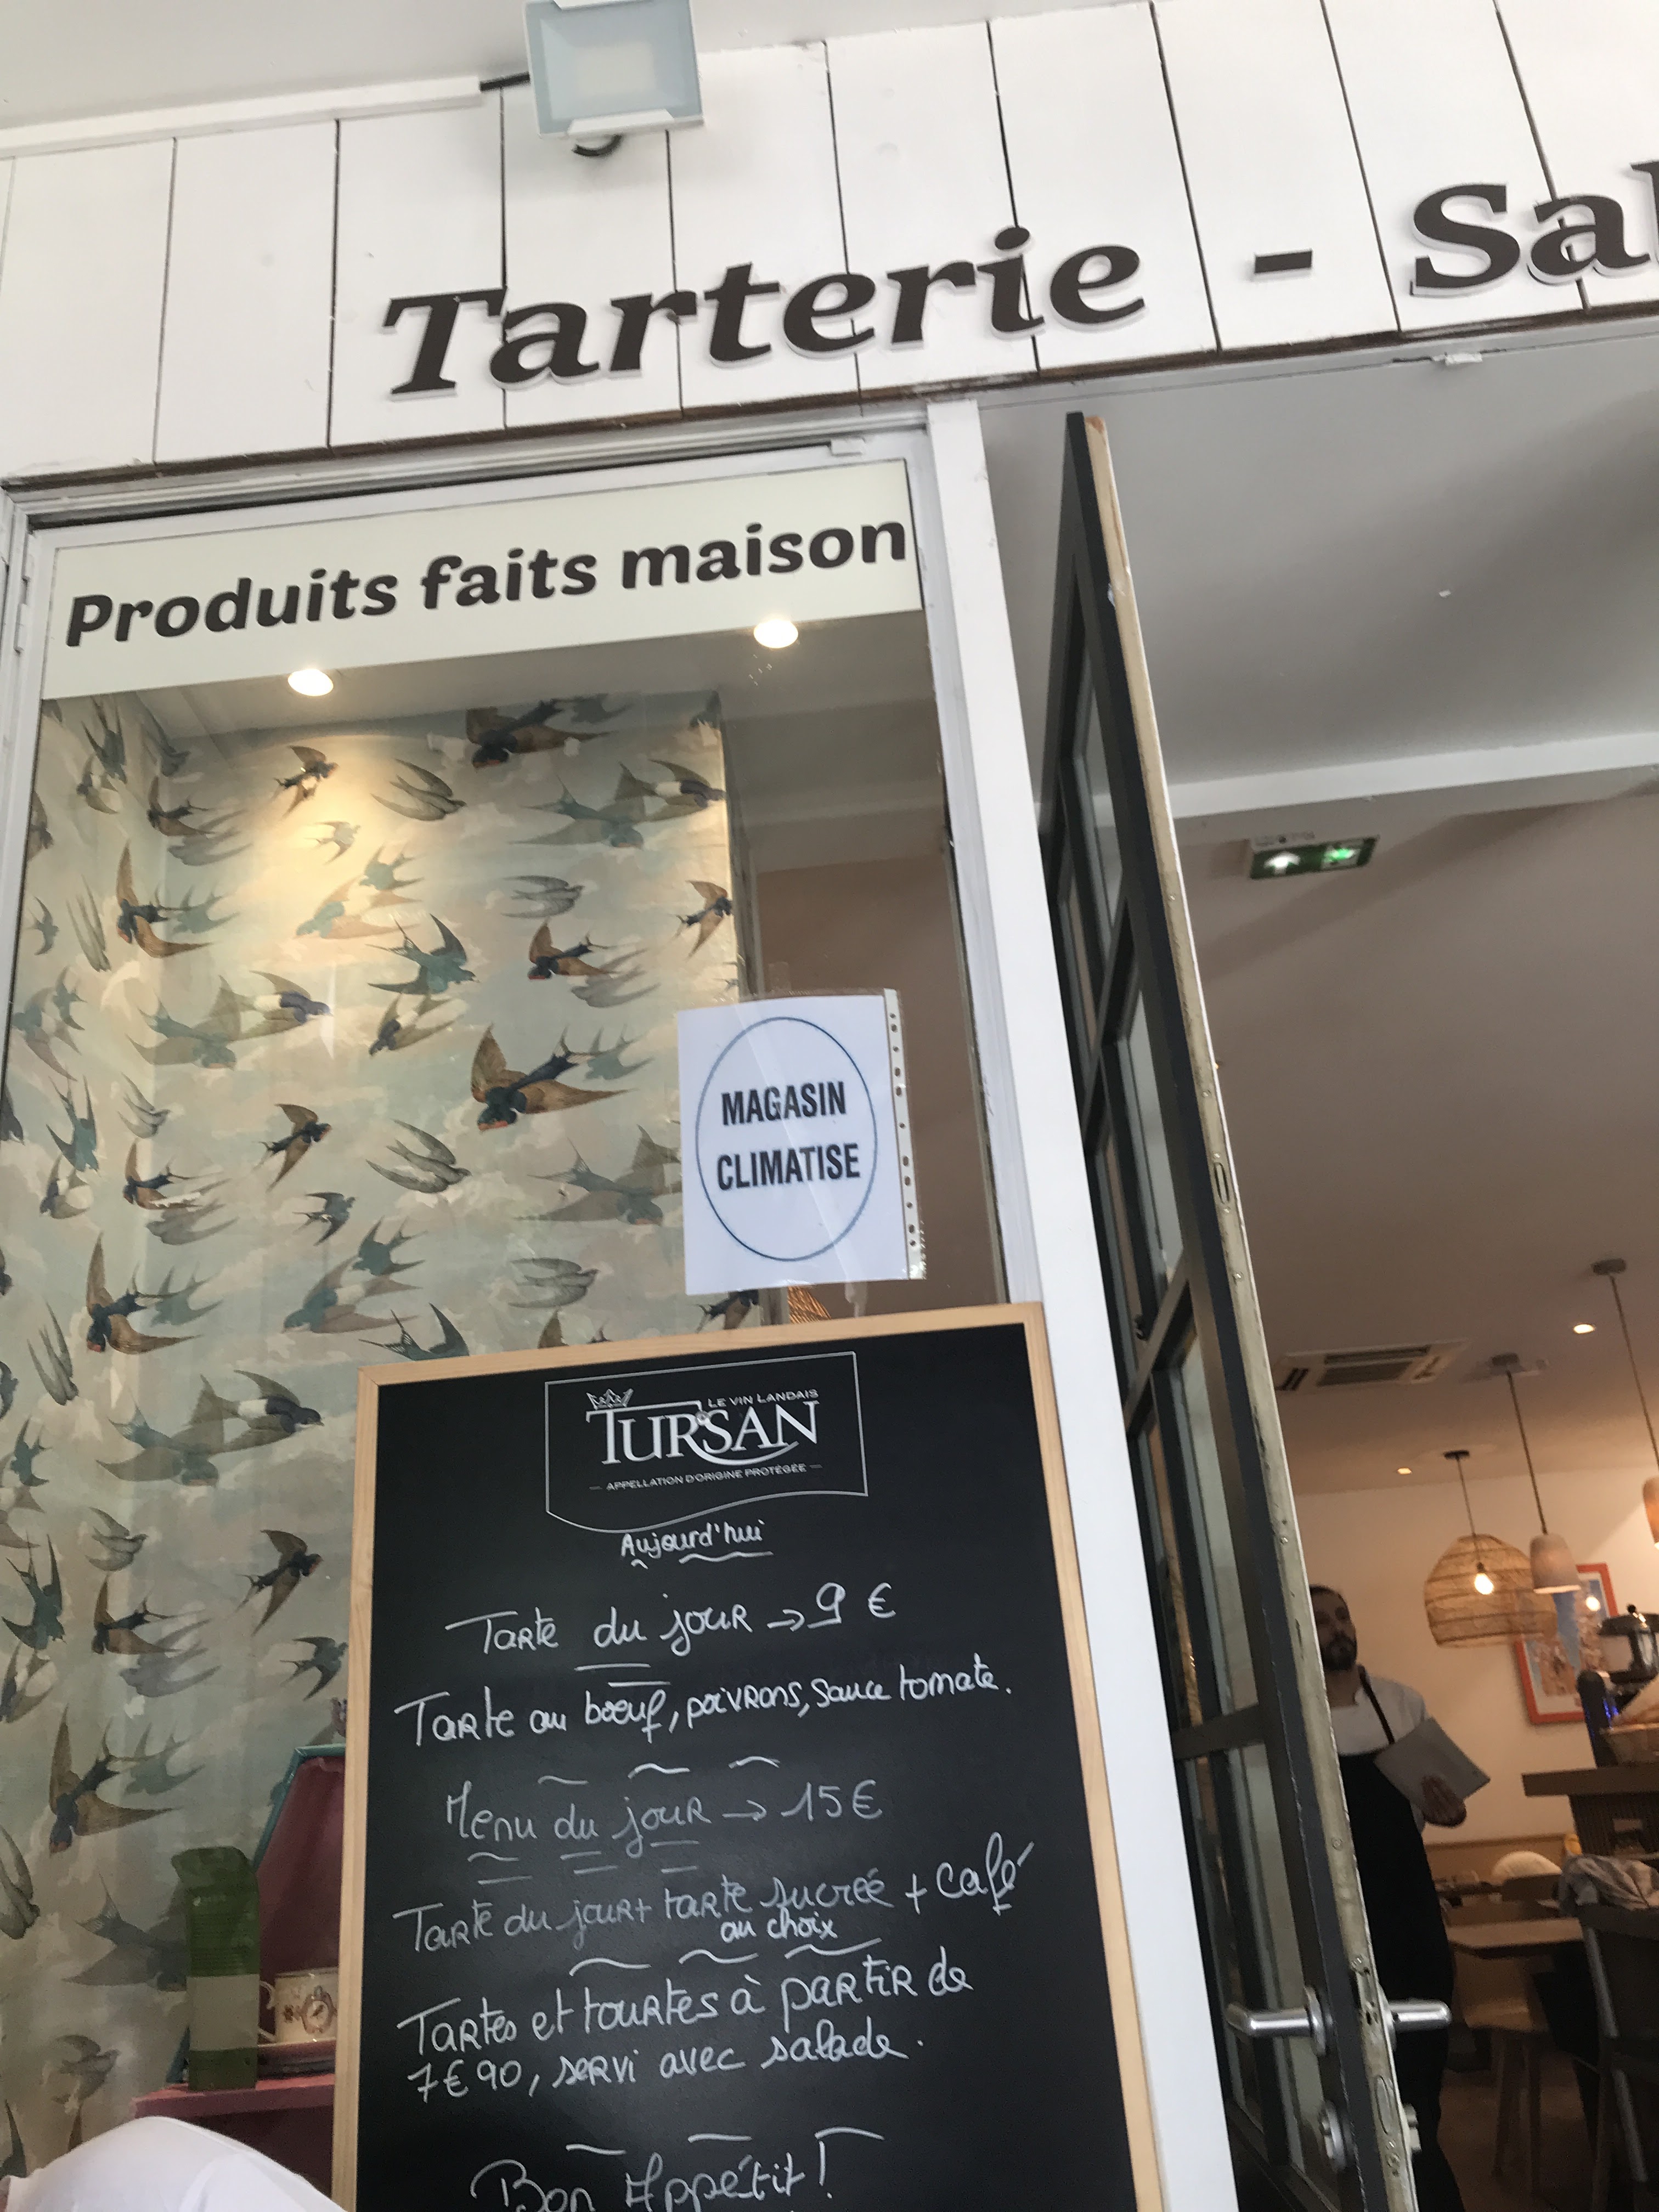 Tarterie - Sal
Produits faits maison
MAGASIN
CLIMATISE
LE VIN LANDAIS
TURSAN
— APPELLATION D'ORIGINE PROTÉGÉE —
Aujourd'hui
Tarte du jour → 9 €
Tarte au bœuf, poivrons, sauce tomate.
Menu du jour → 15€
Tarte du jour + tarte sucrée + Café
au choix
Tartes et tourtes à partir de
7€90, servi avec salade.
Bon Appétit !